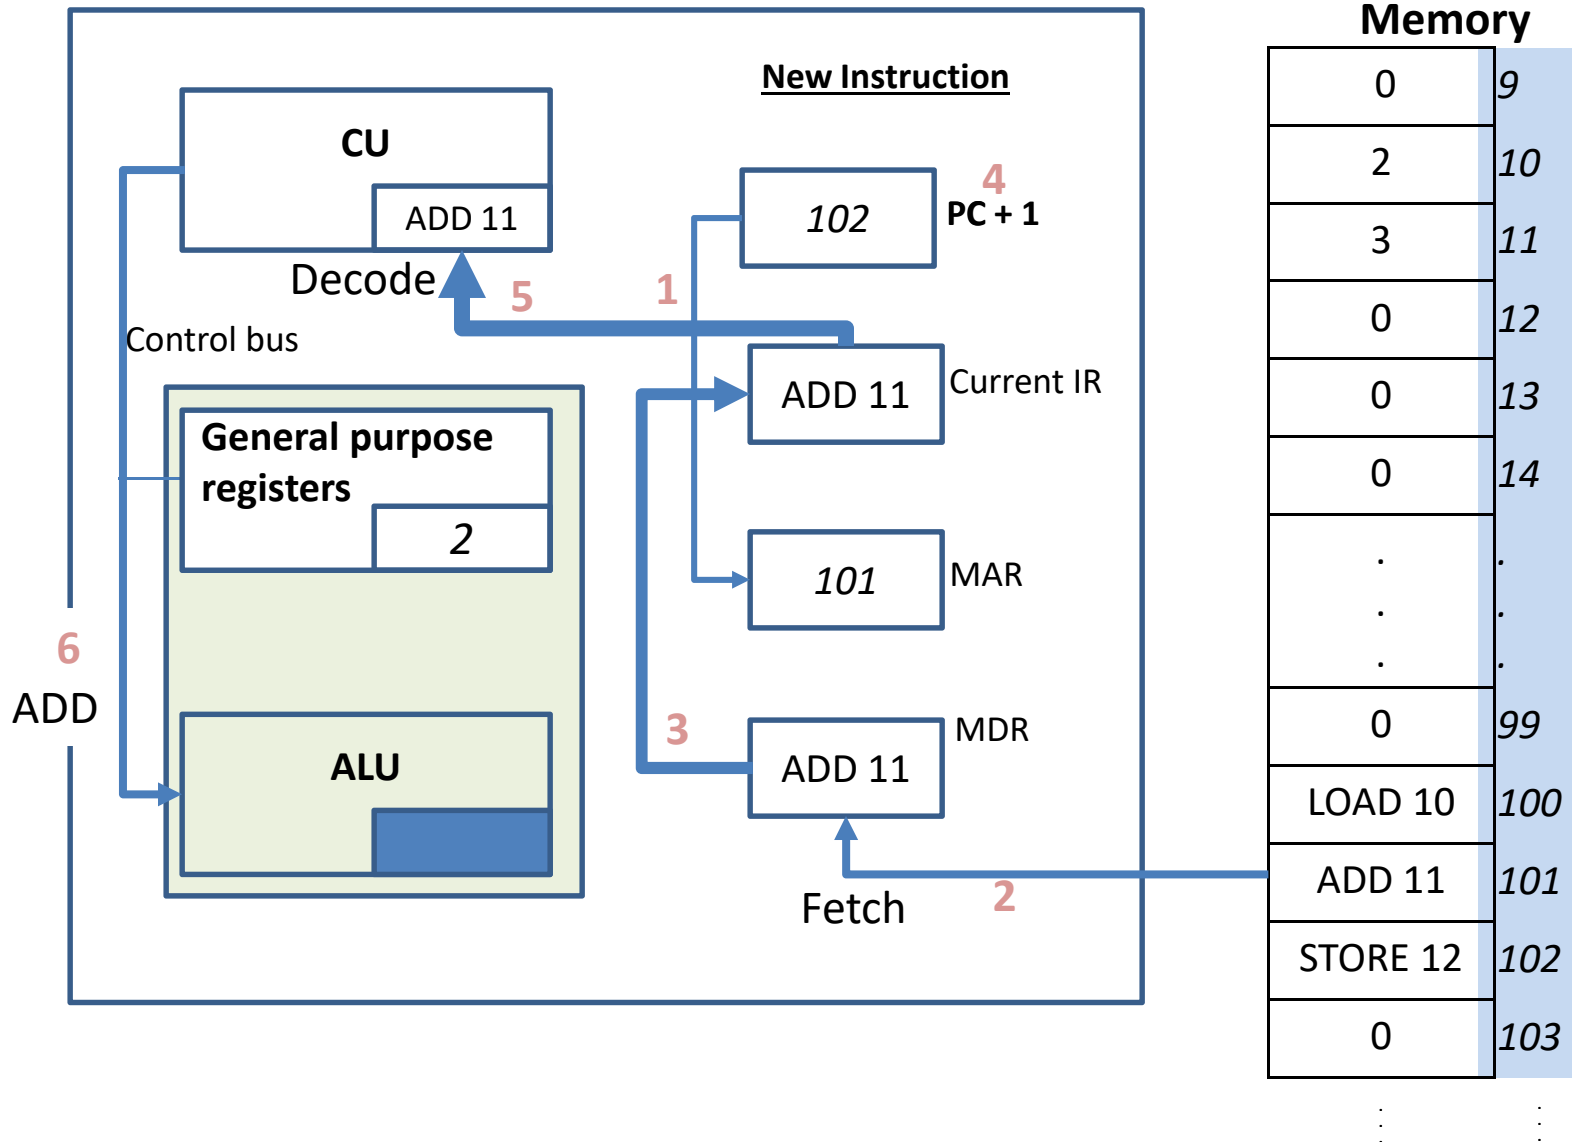 Memory
New Instruction
CU
ADD 11
Decode
5
1
4
PC + 1
102
Control bus
ADD 11
Current IR
General purpose
registers
2
101
MAR
6
ADD
ALU
3
ADD 11
MDR
Fetch
2
0 9
2 10
3 11
0 12
0 13
0 14
. .
. .
. .
0 99
LOAD 10 100
ADD 11 101
STORE 12 102
0 103
. .
. .
. .